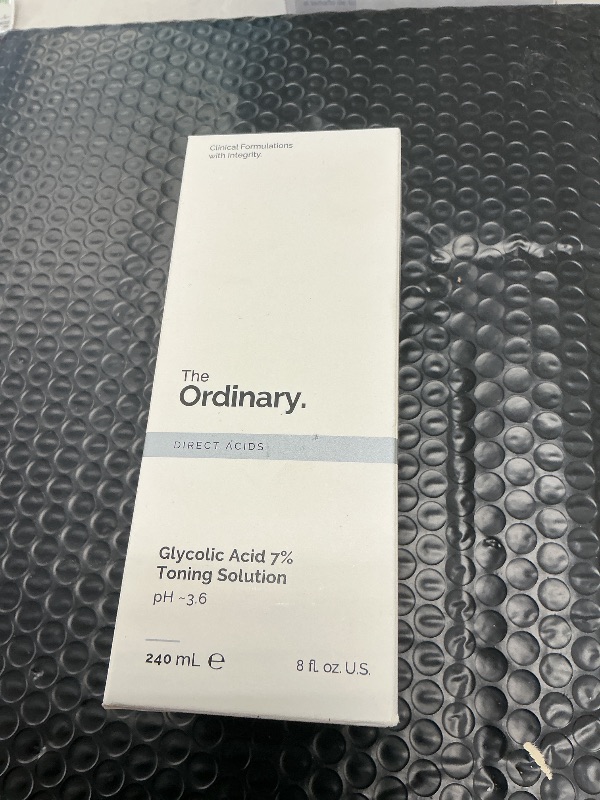 Clinical Formulations
with Integrity.
The
Ordinary.
DIRECT ACIDS
Glycolic Acid 7%
Toning Solution
pH ~3.6
240 mL ℮
8 fl. oz. U.S.